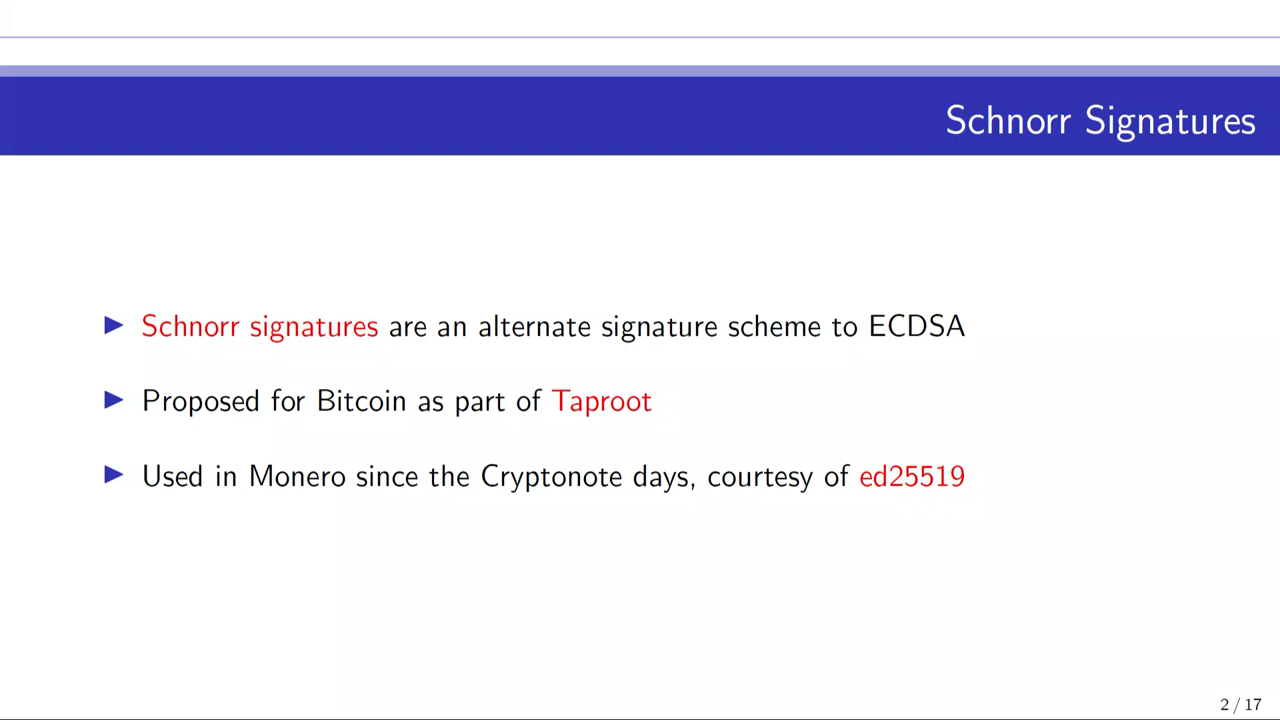 Schnorr Signatures
Schnorr signatures are an alternate signature scheme to ECDSA
Proposed for Bitcoin as part of Taproot
Used in Monero since the Cryptonote days, courtesy of ed25519
2 / 17